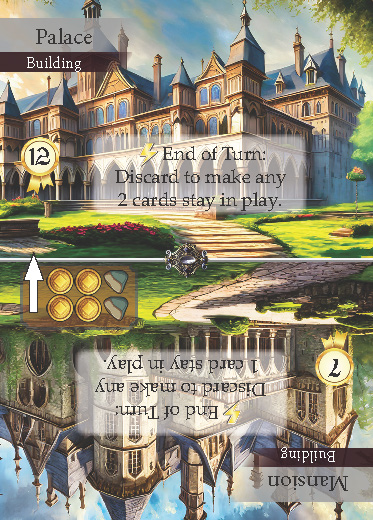 Palace
Building
12
End of Turn:
Discard to make any
2 cards stay in play.
Mansion
Building
7
End of Turn:
Discard to make any
1 card stay in play.